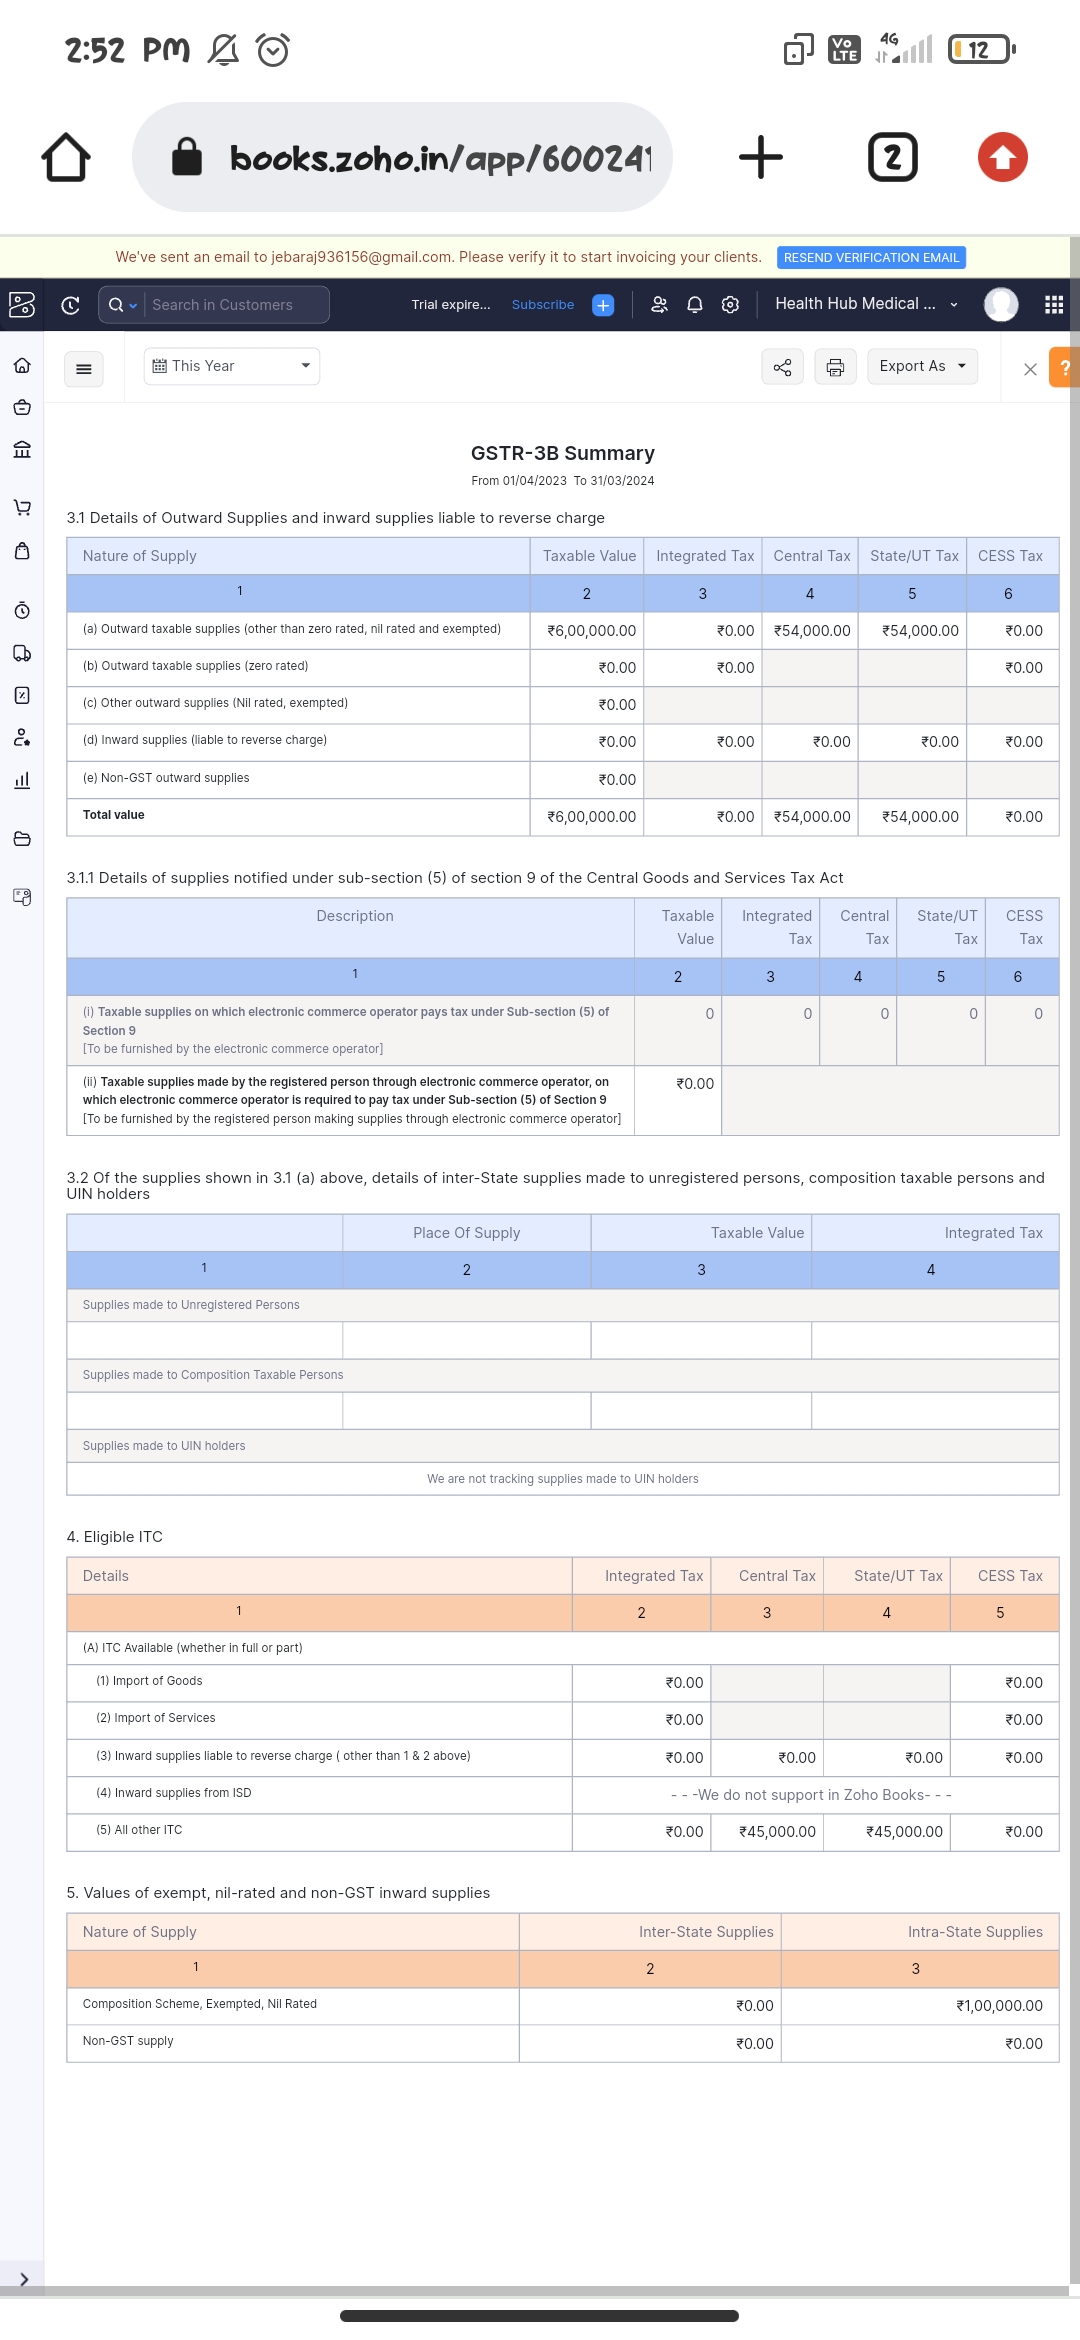 2:52 PM
Vo LTE 4G 12
books.zoho.in/app/600241
2
We've sent an email to jebaraj936156@gmail.com. Please verify it to start invoicing your clients. RESEND VERIFICATION EMAIL
Search in Customers Trial expire... Subscribe Health Hub Medical ...
This Year Export As ?
GSTR-3B Summary
From 01/04/2023 To 31/03/2024
3.1 Details of Outward Supplies and inward supplies liable to reverse charge
Nature of Supply Taxable Value Integrated Tax Central Tax State/UT Tax CESS Tax
1 2 3 4 5 6
(a) Outward taxable supplies (other than zero rated, nil rated and exempted) ₹6,00,000.00 ₹0.00 ₹54,000.00 ₹54,000.00 ₹0.00
(b) Outward taxable supplies (zero rated) ₹0.00 ₹0.00 ₹0.00
(c) Other outward supplies (Nil rated, exempted) ₹0.00
(d) Inward supplies (liable to reverse charge) ₹0.00 ₹0.00 ₹0.00 ₹0.00 ₹0.00
(e) Non-GST outward supplies ₹0.00
Total value ₹6,00,000.00 ₹0.00 ₹54,000.00 ₹54,000.00 ₹0.00
3.1.1 Details of supplies notified under sub-section (5) of section 9 of the Central Goods and Services Tax Act
Description Taxable Integrated Central State/UT CESS
Value Tax Tax Tax Tax
1 2 3 4 5 6
(i) Taxable supplies on which electronic commerce operator pays tax under Sub-section (5) of 0 0 0 0 0
Section 9
[To be furnished by the electronic commerce operator]
(ii) Taxable supplies made by the registered person through electronic commerce operator, on ₹0.00
which electronic commerce operator is required to pay tax under Sub-section (5) of Section 9
[To be furnished by the registered person making supplies through electronic commerce operator]
3.2 Of the supplies shown in 3.1 (a) above, details of inter-State supplies made to unregistered persons, composition taxable persons and
UIN holders
Place Of Supply Taxable Value Integrated Tax
1 2 3 4
Supplies made to Unregistered Persons
Supplies made to Composition Taxable Persons
Supplies made to UIN holders
We are not tracking supplies made to UIN holders
4. Eligible ITC
Details Integrated Tax Central Tax State/UT Tax CESS Tax
1 2 3 4 5
(A) ITC Available (whether in full or part)
(1) Import of Goods ₹0.00 ₹0.00
(2) Import of Services ₹0.00 ₹0.00
(3) Inward supplies liable to reverse charge ( other than 1 & 2 above) ₹0.00 ₹0.00 ₹0.00 ₹0.00
(4) Inward supplies from ISD - - -We do not support in Zoho Books- - -
(5) All other ITC ₹0.00 ₹45,000.00 ₹45,000.00 ₹0.00
5. Values of exempt, nil-rated and non-GST inward supplies
Nature of Supply Inter-State Supplies Intra-State Supplies
1 2 3
Composition Scheme, Exempted, Nil Rated ₹0.00 ₹1,00,000.00
Non-GST supply ₹0.00 ₹0.00